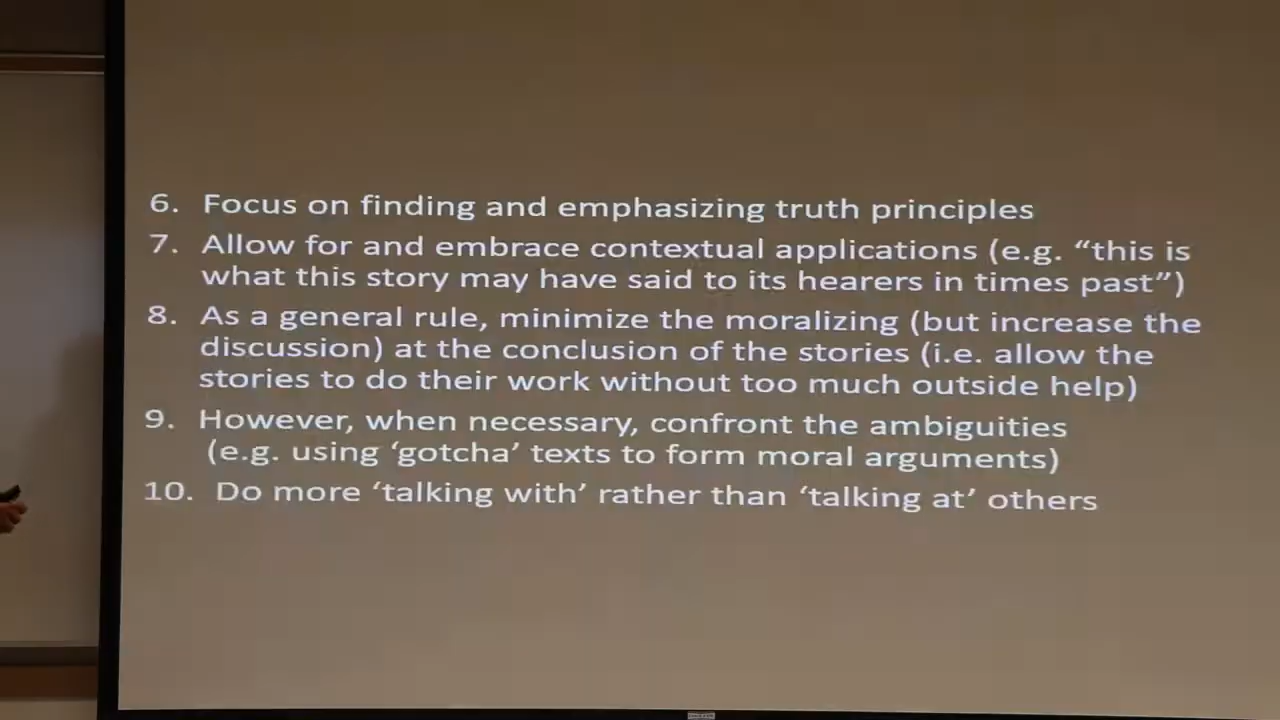 6. Focus on finding and emphasizing truth principles
7. Allow for and embrace contextual applications (e.g. “this is
what this story may have said to its hearers in times past”)
8. As a general rule, minimize the moralizing (but increase the
discussion) at the conclusion of the stories (i.e. allow the
stories to do their work without too much outside help)
9. However, when necessary, confront the ambiguities
(e.g. using ‘gotcha’ texts to form moral arguments)
10. Do more ‘talking with’ rather than ‘talking at’ others